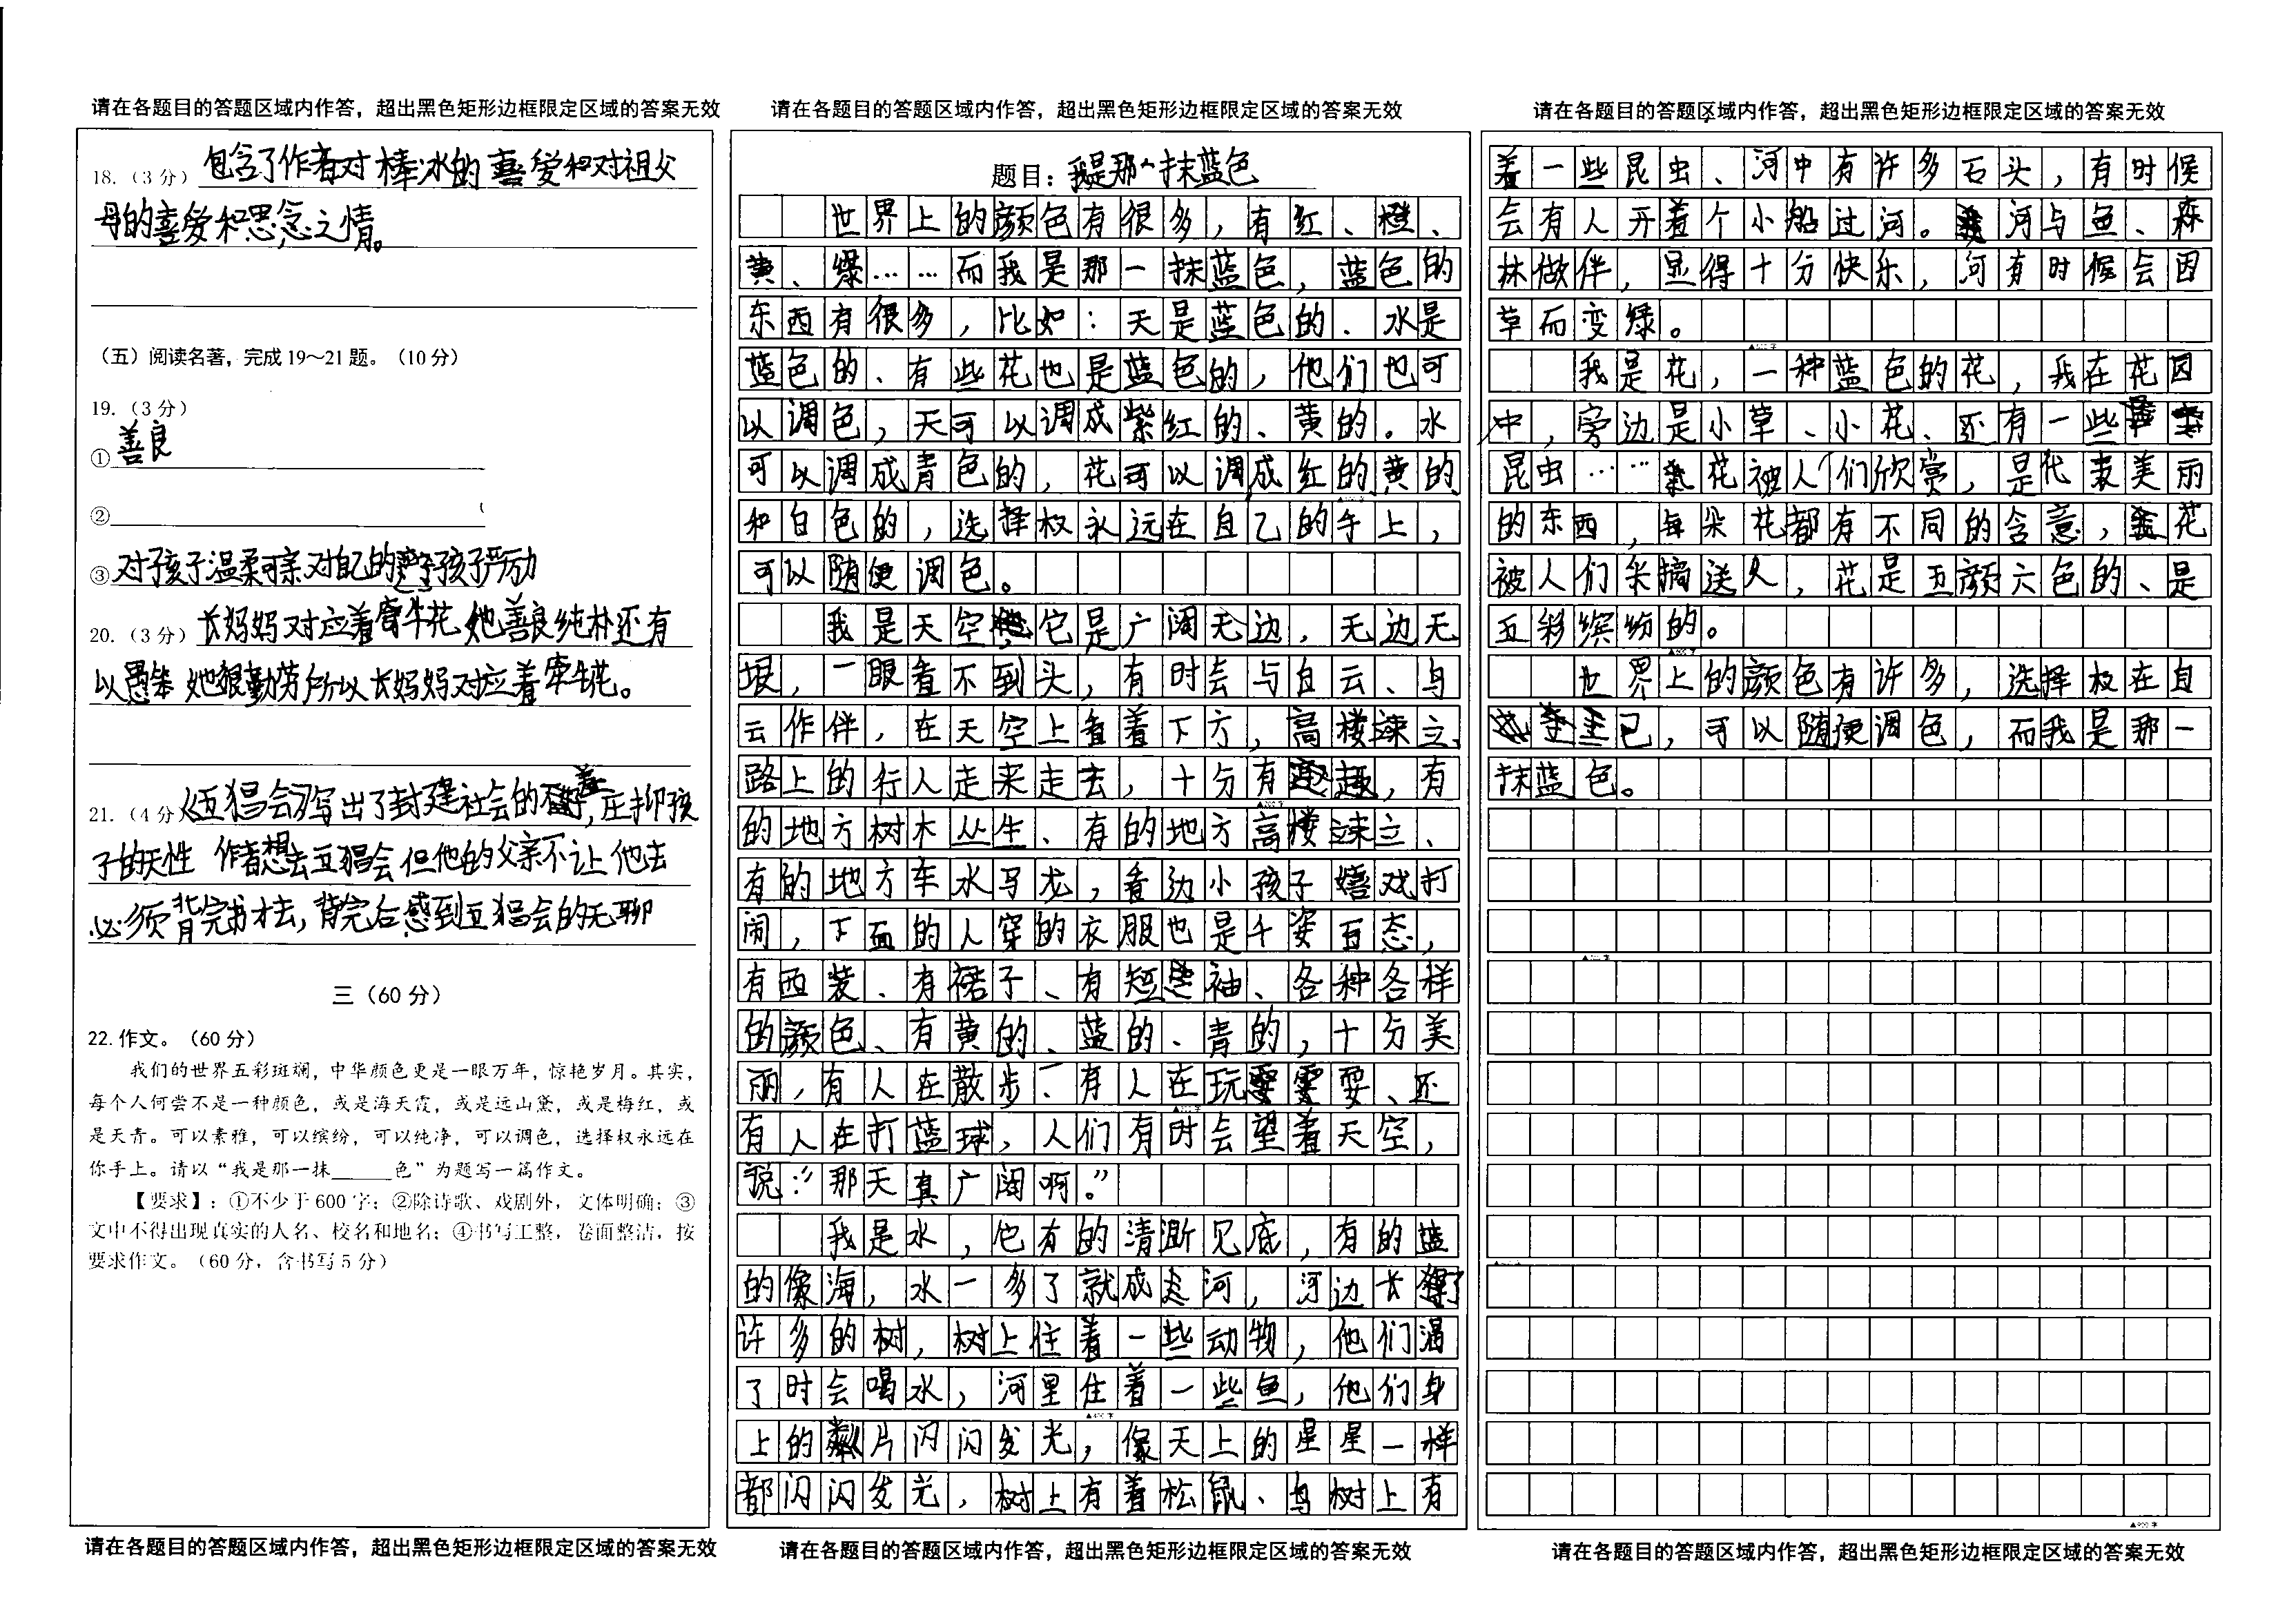 请在各题目的答题区域内作答，超出黑色矩形边框限定区域的答案无效
18.（3分）包含了作者对棒冰的喜爱和对祖父
母的喜爱和思念之情。
（五）阅读名著，完成19～21题。（10分）
19.（3分）
①善良
②
③对孩子温柔可亲对自己的孩子严厉
20.（3分）长妈妈对应着牵牛花她善良纯朴还有
以愚笨她狠勤劳所以长妈妈对应着牵牛花。
21.（4分）《五猖会》写出了封建社会的,压抑孩
子的天性 作者想去五猖会但他的父亲不让他去
必须背完书才去，背完后感到五猖会的无聊
三（60分）
22.作文。（60分）
我们的世界五彩斑斓，中华颜色更是一眼万年，惊艳岁月。其实，
每个人何尝不是一种颜色，或是海天霞，或是远山黛，或是梅红，或
是天青。可以素雅，可以缤纷，可以纯净，可以调色，选择权永远在
你手上。请以“我是那一抹______色”为题写一篇作文。
【要求】：①不少于600字；②除诗歌、戏剧外，文体明确；③
文中不得出现真实的人名、校名和地名；④书写工整，卷面整洁，按
要求作文。（60分，含书写5分）
请在各题目的答题区域内作答，超出黑色矩形边框限定区域的答案无效
请在各题目的答题区域内作答，超出黑色矩形边框限定区域的答案无效
题目：我是那一抹蓝色
世界上的颜色有很多，有红、橙、
黄、绿……而我是那一抹蓝色，蓝色的
东西有很多，比如：天是蓝色的、水是
蓝色的、有些花也是蓝色的，他们也可
以调色，天可以调成紫红的、黄的。水
可以调成青色的，花可以调成红的黄的
和白色的，选择权永远在自己的手上，
可以随便调色。
我是天空，它是广阔无边，无边无
垠，一眼看不到头，有时会与白云、乌
云作伴，在天空上看着下方，高楼涑立、
路上的行人走来走去，十分有趣，有
的地方树木丛生、有的地方高楼涑立、
有的地方车水马龙，看边小孩子嬉戏打
闹，下面的人穿的衣服也是千姿百态，
有西装、有裙子、有短袖、各种各样
的颜色、有黄的、蓝的、青的，十分美
丽，有人在散步、有人在玩耍、还
有人在打蓝球，人们有时会望着天空，
说：“那天真广阔啊。”
我是水，它有的清澌见底，有的蓝
的像海，水一多了就成走河，河边长了
许多的树，树上住着一些动物，他们渴
了时会喝水，河里住着一些鱼，他们身
上的片闪闪发光，像天上的星星一样
都闪闪发光，树上有着松鼠、鸟树上有
请在各题目的答题区域内作答，超出黑色矩形边框限定区域的答案无效
请在各题目的答题区域内作答，超出黑色矩形边框限定区域的答案无效
着一些昆虫、河中有许多石头，有时候
会有人开着个小船过河。河与鱼、森
林做伴，显得十分快乐，河有时候会因
草而变绿。
我是花，一种蓝色的花，我在花园
中，旁边是小草、小花、还有一些
昆虫……花被人们欣赏，是代表美丽
的东西，每朵花都有不同的含意，花
被人们采摘送人，花是五颜六色的、是
五彩缤纷的。
世界上的颜色有许多，选择权在自
己，可以随便调色，而我是那一
抹蓝色。
请在各题目的答题区域内作答，超出黑色矩形边框限定区域的答案无效